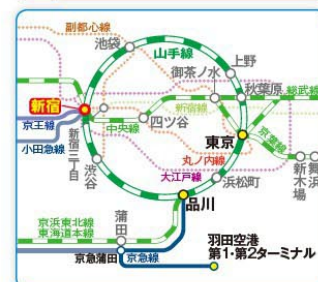 副都心線
池袋
山手線
御茶ノ水
上野
秋葉原
新宿
新宿線
総武線
京王線
中央線
四ツ谷
小田急線
東京
京葉線
新宿三丁目
丸ノ内線
渋谷
大江戸線
浜松町
新木場
舞浜
品川
京浜東北線
東海道本線
蒲田
京急蒲田
京急線
羽田空港
第1・第2ターミナル